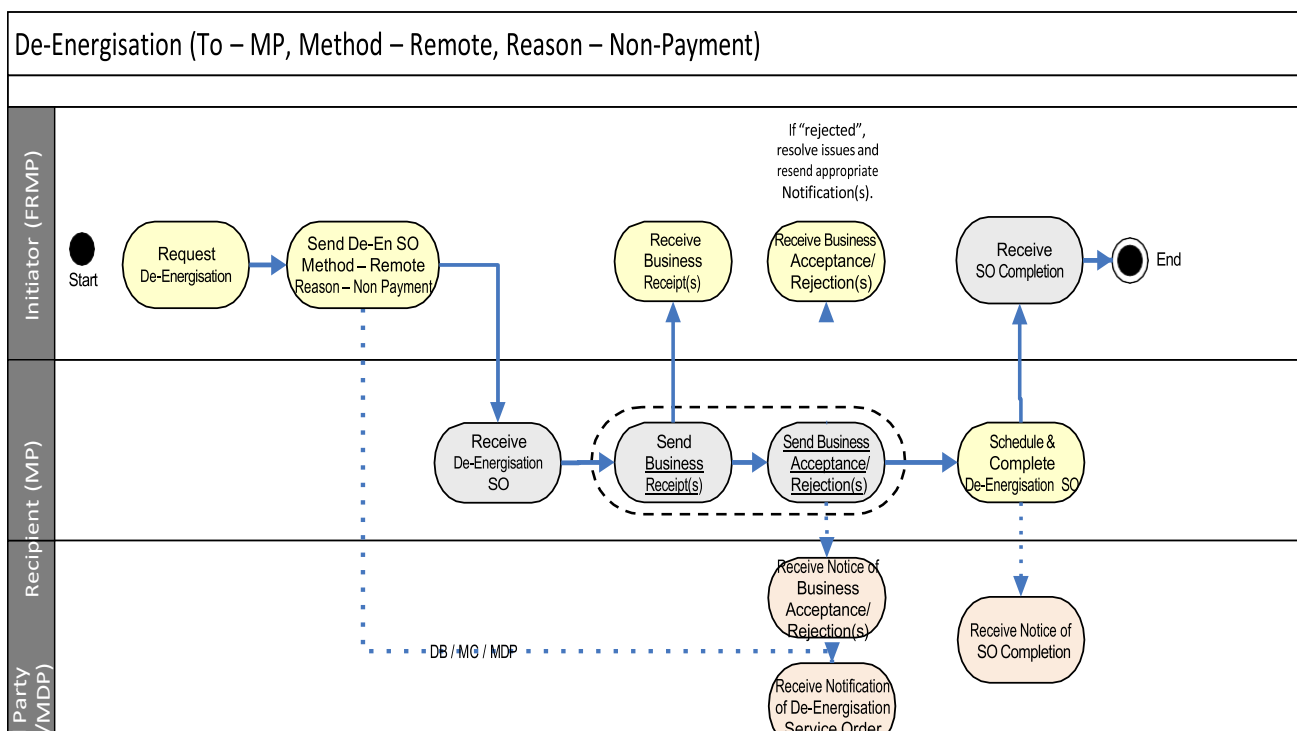 De-Energisation (To – MP, Method – Remote, Reason – Non-Payment)
Initiator (FRMP)
If “rejected”,
resolve issues and
resend appropriate
Notification(s).
Start
Request
De-Energisation
Send De-En SO
Method – Remote
Reason – Non Payment
Receive
Business
Receipt(s)
Receive Business
Acceptance/
Rejection(s)
Receive
SO Completion
End
Recipient (MP)
Receive
De-Energisation
SO
Send
Business
Receipt(s)
Send Business
Acceptance/
Rejection(s)
Schedule &
Complete
De-Energisation SO
Party
/MDP)
Receive Notice of
Business
Acceptance/
Rejection(s)
Receive Notice of
SO Completion
DB / MC / MDP
Receive Notification
of De-Energisation
Service Order